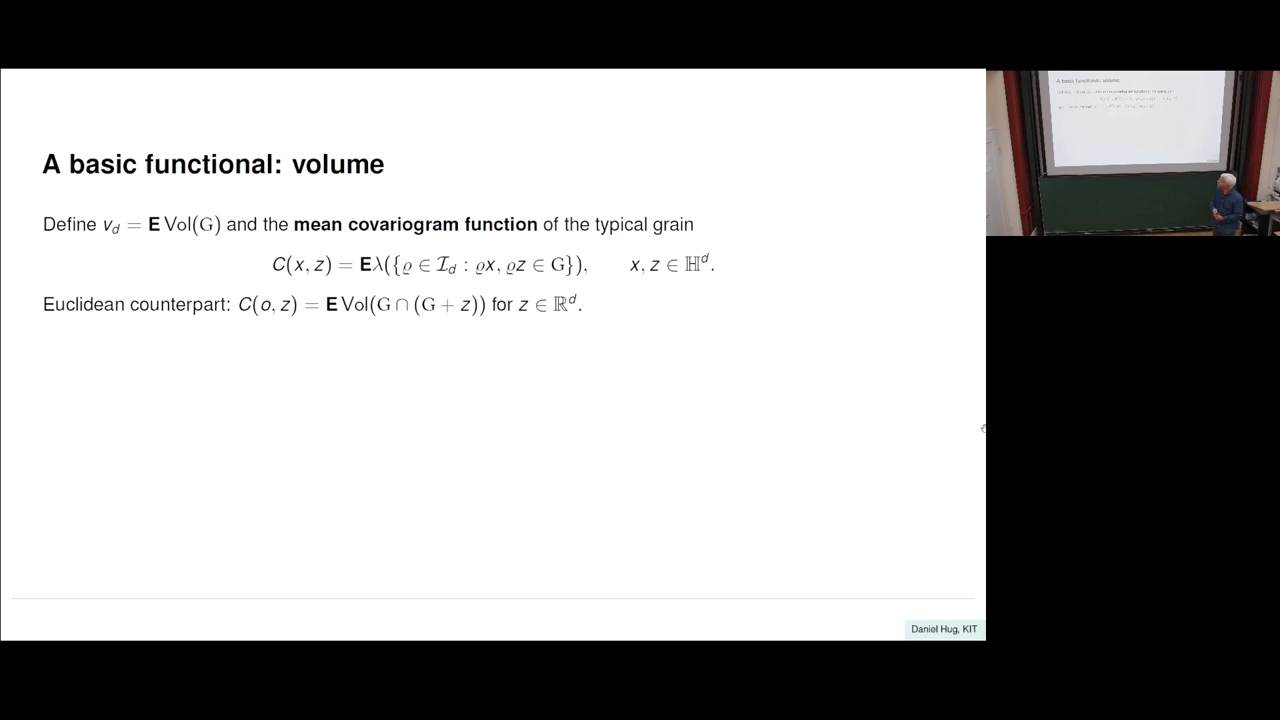 A basic functional: volume
Define v_d = E Vol(G) and the mean covariogram function of the typical grain
C(x, z) = Eλ({ϱ ∈ I_d : ϱx, ϱz ∈ G}),  x, z ∈ ℍ^d.
Euclidean counterpart: C(o, z) = E Vol(G ∩ (G + z)) for z ∈ ℝ^d.
Daniel Hug, KIT
A basic functional: volume